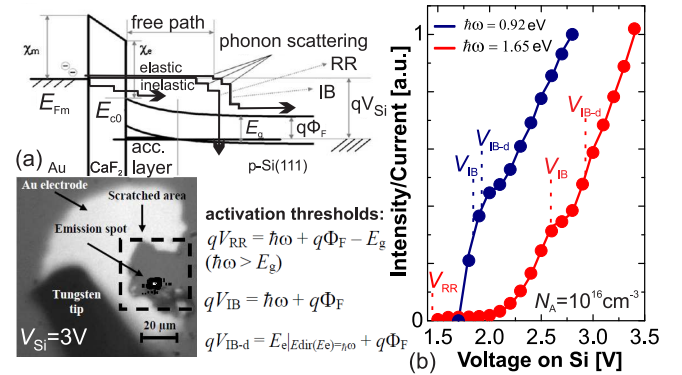 free path
χm
χe
phonon scattering
elastic
inelastic
RR
IB
EFm
Ec0
qVSi
Eg
qΦF
(a)
Au
CaF2
acc.
layer
p-Si(111)
Au electrode
Scratched area
Emission spot
Tungsten
tip
VSi=3V
20 µm
activation thresholds:
qVRR = ħω + qΦF – Eg
(ħω > Eg)
qVIB = ħω + qΦF
qVIB-d = Ee|Edir(Ee)=ħω + qΦF
ħω = 0.92 eV
ħω = 1.65 eV
Intensity/Current [a.u.]
1
0
VIB
VIB-d
VIB
VIB-d
VRR
NA=10^16cm-3
1.5 2.0 2.5 3.0 3.5
(b) Voltage on Si [V]